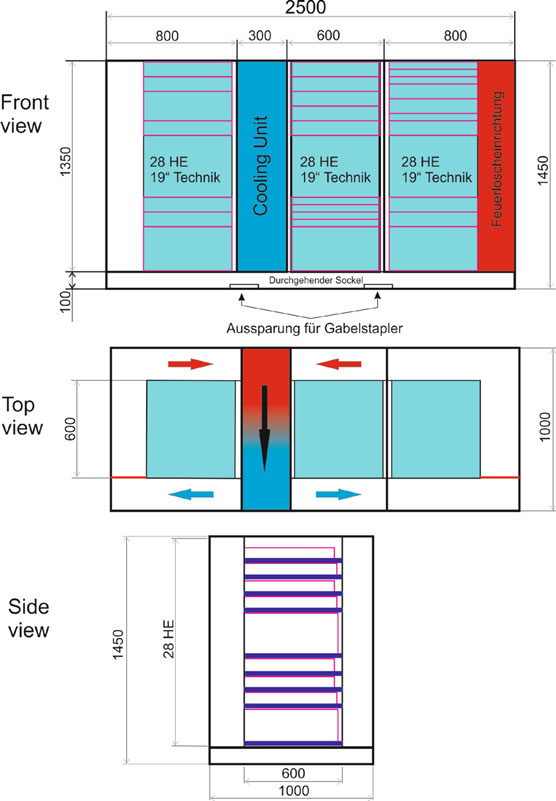 2500
800
300
600
800
Front
view
1350
100
28 HE
19“ Technik
Cooling Unit
28 HE
19“ Technik
28 HE
19“ Technik
Feuerloscheinrichtung
1450
Durchgehender Sockel
Aussparung für Gabelstapler
Top
view
600
1000
Side
view
1450
28 HE
600
1000